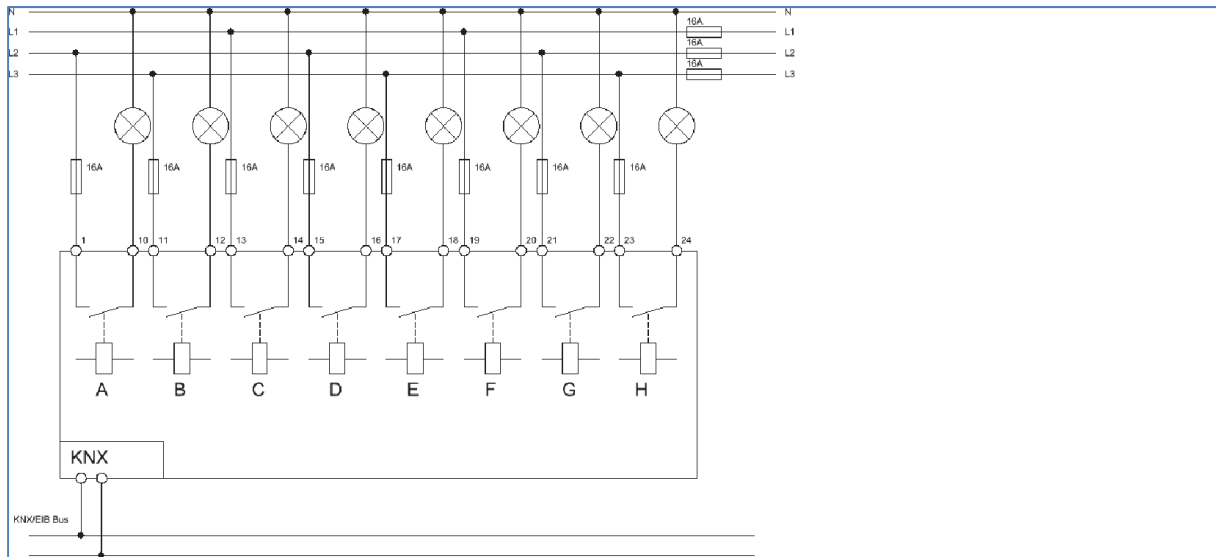 N N
16A
L1 L1
16A
L2 L2
16A
L3 L3
16A 16A 16A 16A 16A 16A 16A 16A
1 10 11 12 13 14 15 16 17 18 19 20 21 22 23 24
A B C D E F G H
KNX
KNX/EIB Bus